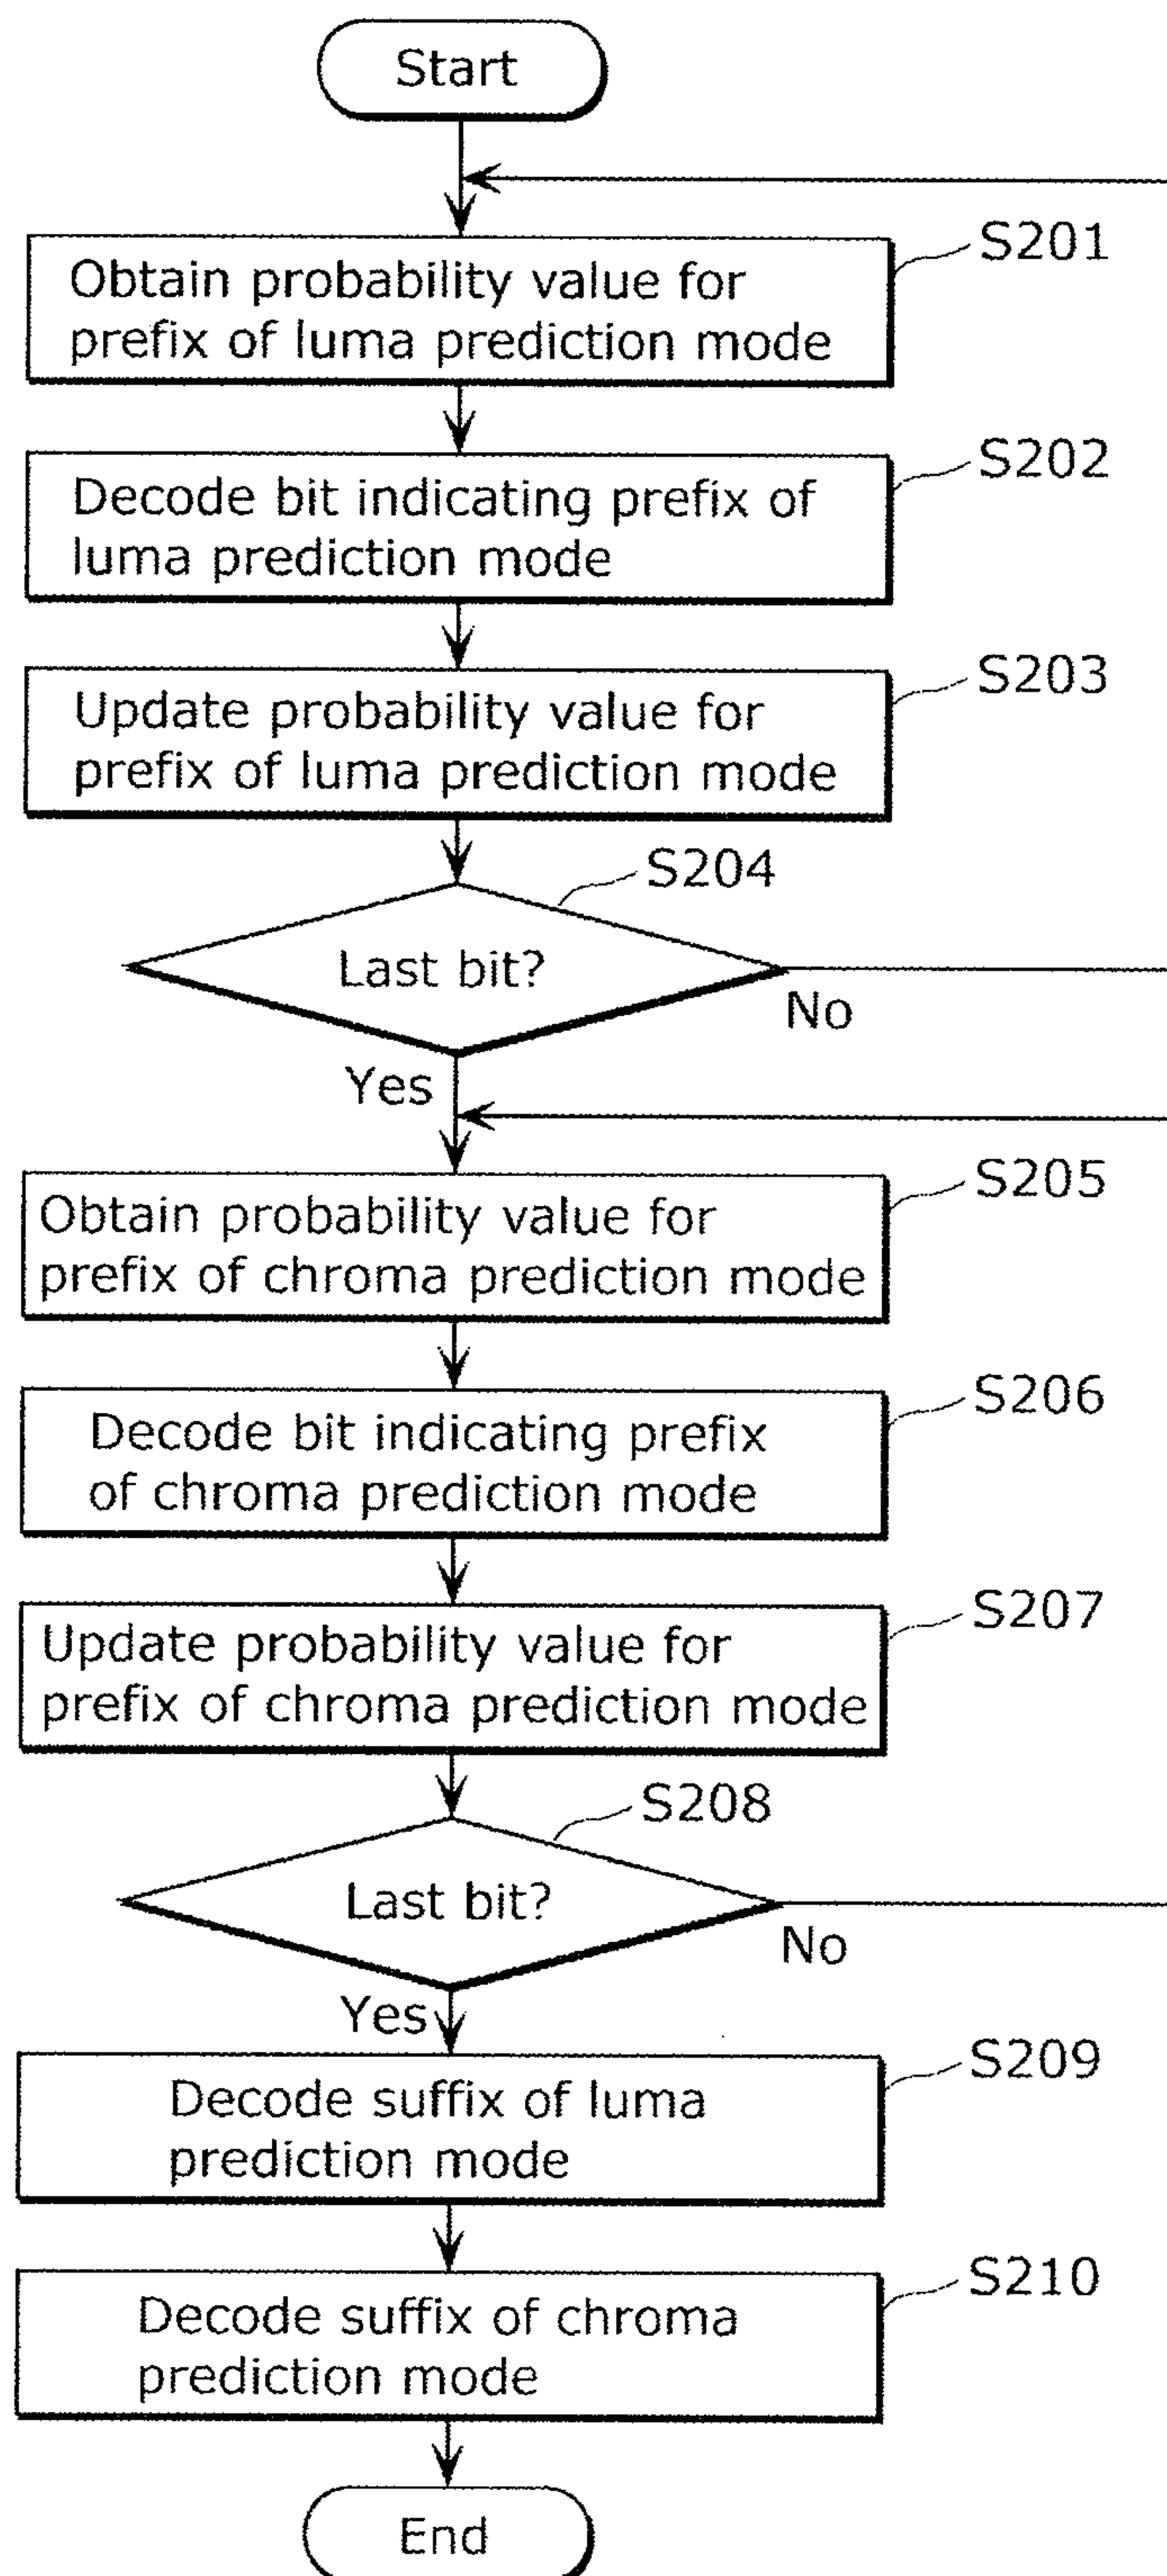 Start
S201
Obtain probability value for
prefix of luma prediction mode
S202
Decode bit indicating prefix of
luma prediction mode
S203
Update probability value for
prefix of luma prediction mode
S204
Last bit?
No
Yes
S205
Obtain probability value for
prefix of chroma prediction mode
S206
Decode bit indicating prefix
of chroma prediction mode
S207
Update probability value for
prefix of chroma prediction mode
S208
Last bit?
No
Yes
S209
Decode suffix of luma
prediction mode
S210
Decode suffix of chroma
prediction mode
End